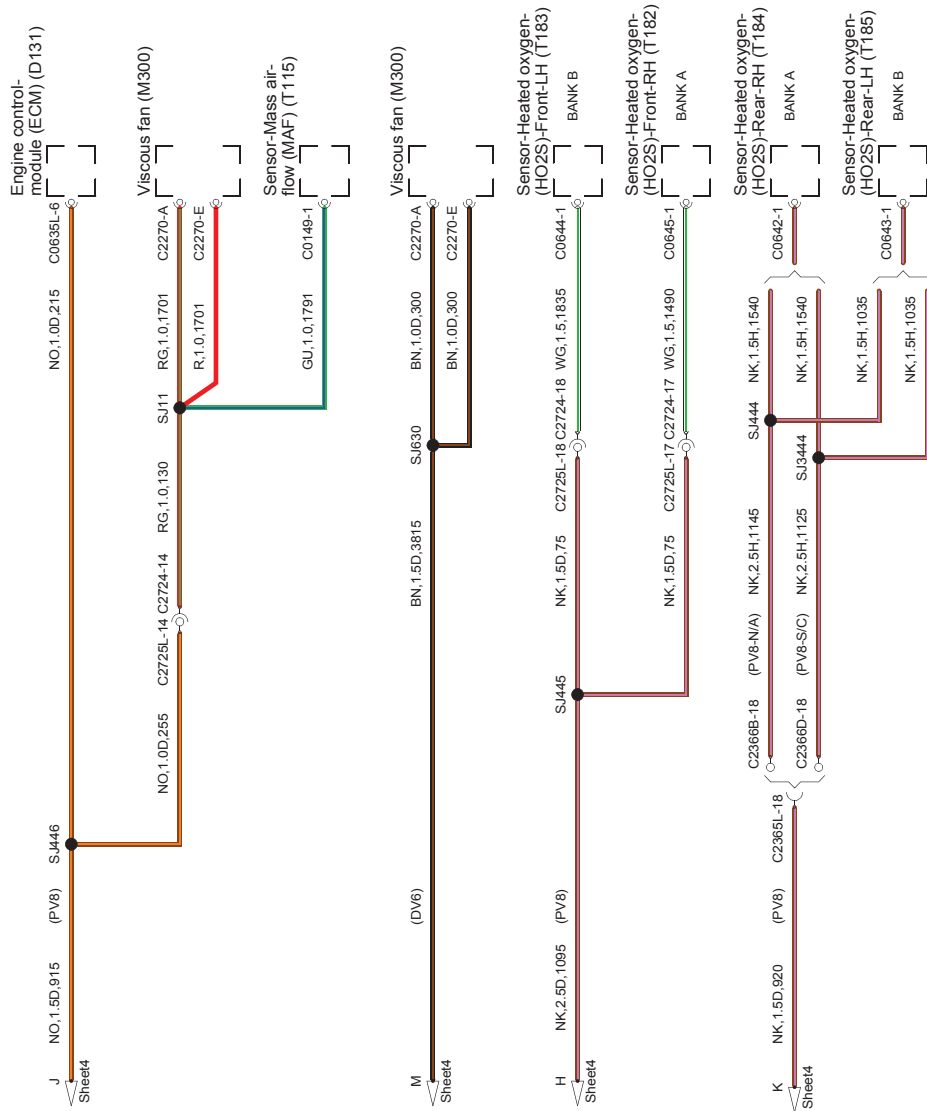 Engine control-
module (ECM) (D131)
C0635L-6
NO,1.0D,215
SJ446
(PV8)
NO,1.5D,915
J
Sheet4
Viscous fan (M300)
C2270-A
RG,1.0,1701
C2270-E
R,1.0,1701
SJ11
RG,1.0,130
C2724-14
C2725L-14
NO,1.0D,255
Sensor-Mass air-
flow (MAF) (T115)
C0149-1
GU,1.0,1791
Viscous fan (M300)
C2270-A
BN,1.0D,300
C2270-E
BN,1.0D,300
SJ630
BN,1.5D,3815
(DV6)
M
Sheet4
Sensor-Heated oxygen-
(HO2S)-Front-LH (T183)
BANK B
C0644-1
WG,1.5,1835
C2724-18
C2725L-18
NK,1.5D,75
SJ445
(PV8)
NK,2.5D,1095
H
Sheet4
Sensor-Heated oxygen-
(HO2S)-Front-RH (T182)
BANK A
C0645-1
WG,1.5,1490
C2724-17
C2725L-17
NK,1.5D,75
Sensor-Heated oxygen-
(HO2S)-Rear-RH (T184)
BANK A
C0642-1
NK,1.5H,1540
NK,1.5H,1540
SJ444
SJ3444
NK,2.5H,1145
(PV8-N/A)
C2366B-18
NK,2.5H,1125
(PV8-S/C)
C2366D-18
C2365L-18
(PV8)
NK,1.5D,920
K
Sheet4
Sensor-Heated oxygen-
(HO2S)-Rear-LH (T185)
BANK B
C0643-1
NK,1.5H,1035
NK,1.5H,1035